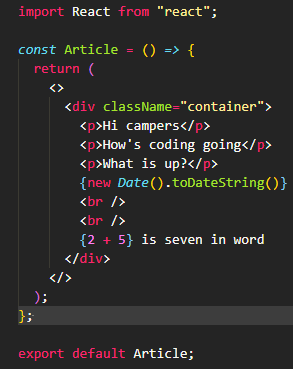 import React from "react";
const Article = () => {
return (
<>
<div className="container">
<p>Hi campers</p>
<p>How's coding going</p>
<p>What is up?</p>
{new Date().toDateString()}
<br />
<br />
{2 + 5} is seven in word
</div>
</>
);
};
export default Article;